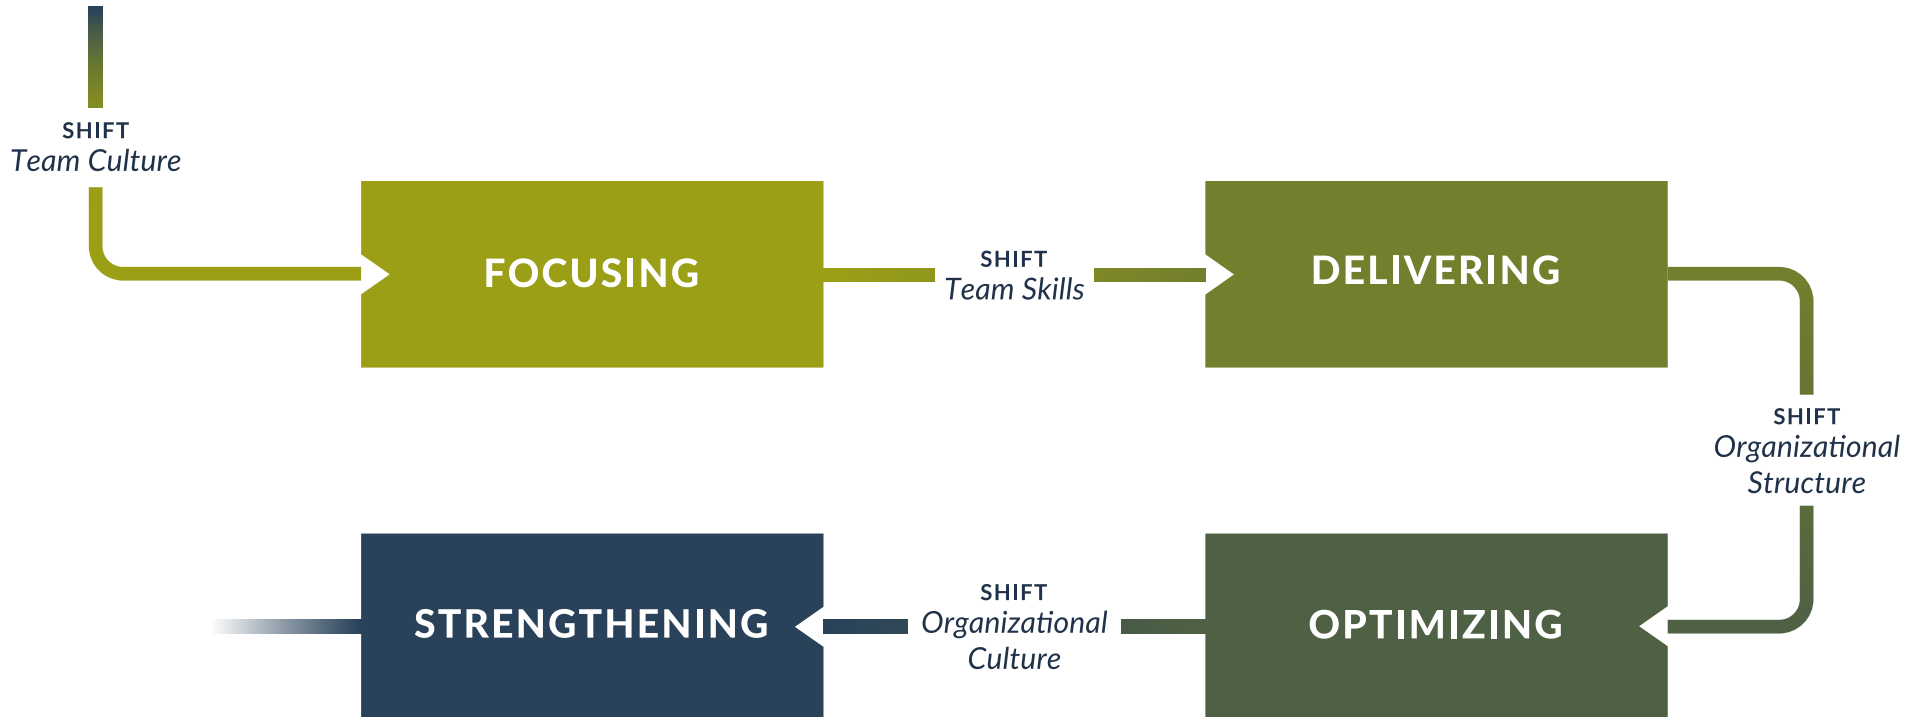 SHIFT
Team Culture
FOCUSING
SHIFT
Team Skills
DELIVERING
SHIFT
Organizational
Structure
OPTIMIZING
SHIFT
Organizational
Culture
STRENGTHENING